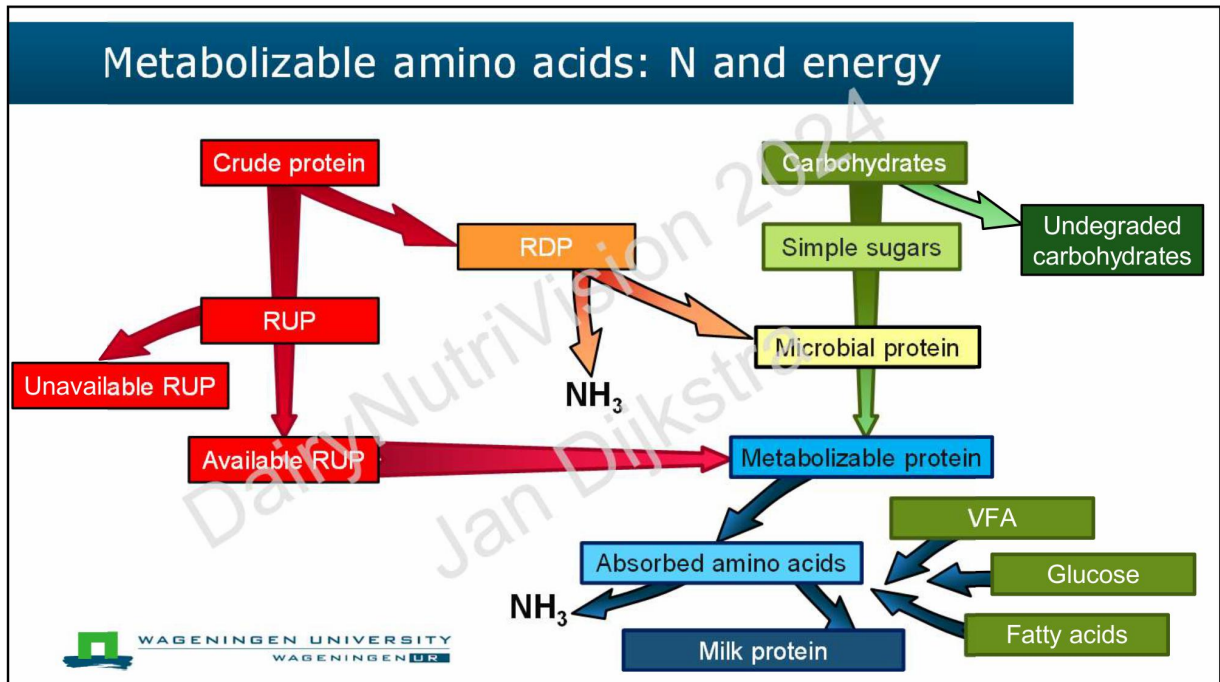 Metabolizable amino acids: N and energy
Crude protein
Carbohydrates
RDP
Simple sugars
Undegraded
carbohydrates
RUP
Microbial protein
Unavailable RUP
NH₃
Available RUP
Metabolizable protein
VFA
Absorbed amino acids
Glucose
NH₃
Fatty acids
Milk protein
DairyNutriVision 2024
Jan Dijkstra
WAGENINGEN UNIVERSITY
WAGENINGEN UR